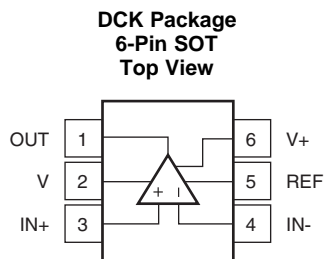 DCK Package
6-Pin SOT
Top View
OUT 1 6 V+
V 2 5 REF
IN+ 3 4 IN-
+ −